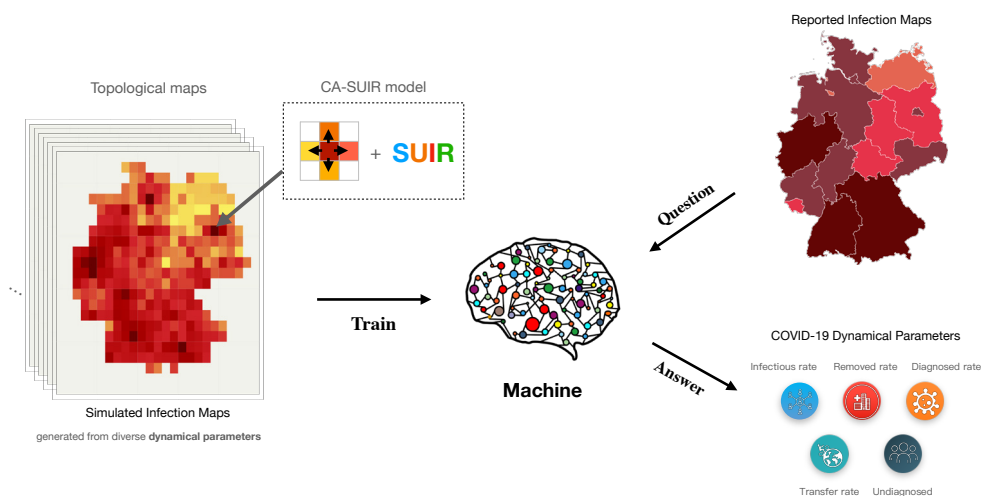 Reported Infection Maps
Topological maps
CA-SUIR model
+ SUIR
Question
Train
Machine
Answer
Simulated Infection Maps
generated from diverse dynamical parameters
COVID-19 Dynamical Parameters
Infectious rate
Removed rate
Diagnosed rate
Transfer rate
Undiagnosed